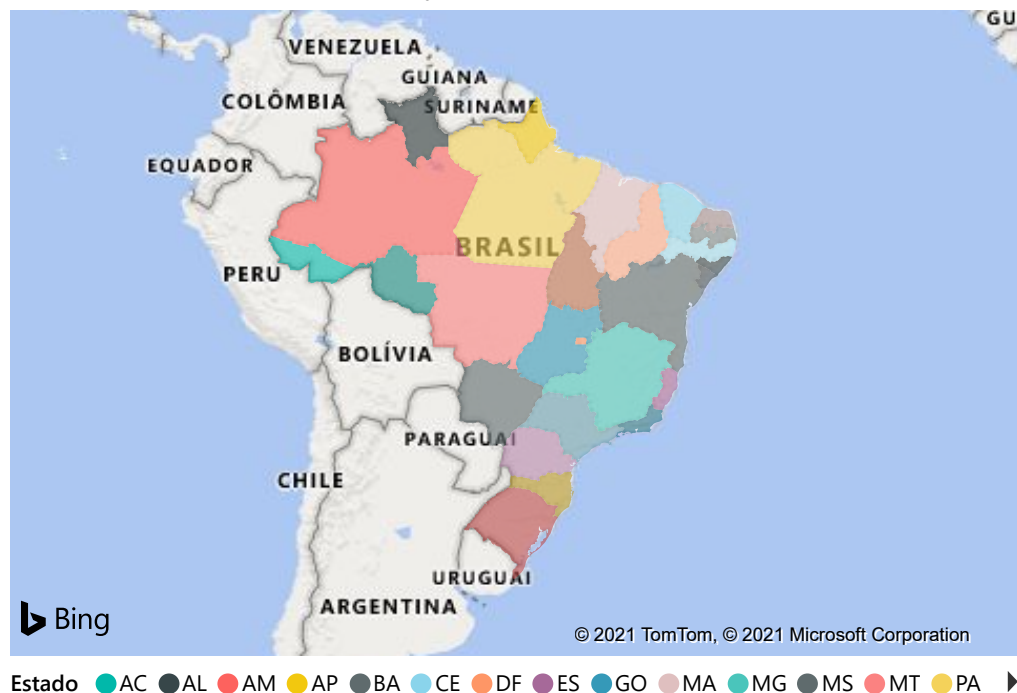 GU
VENEZUELA
GUIANA
COLÔMBIA
SURINAME
EQUADOR
BRASIL
PERU
BOLÍVIA
PARAGUAI
CHILE
URUGUAI
ARGENTINA
Bing
© 2021 TomTom, © 2021 Microsoft Corporation
Estado AC AL AM AP BA CE DF ES GO MA MG MS MT PA